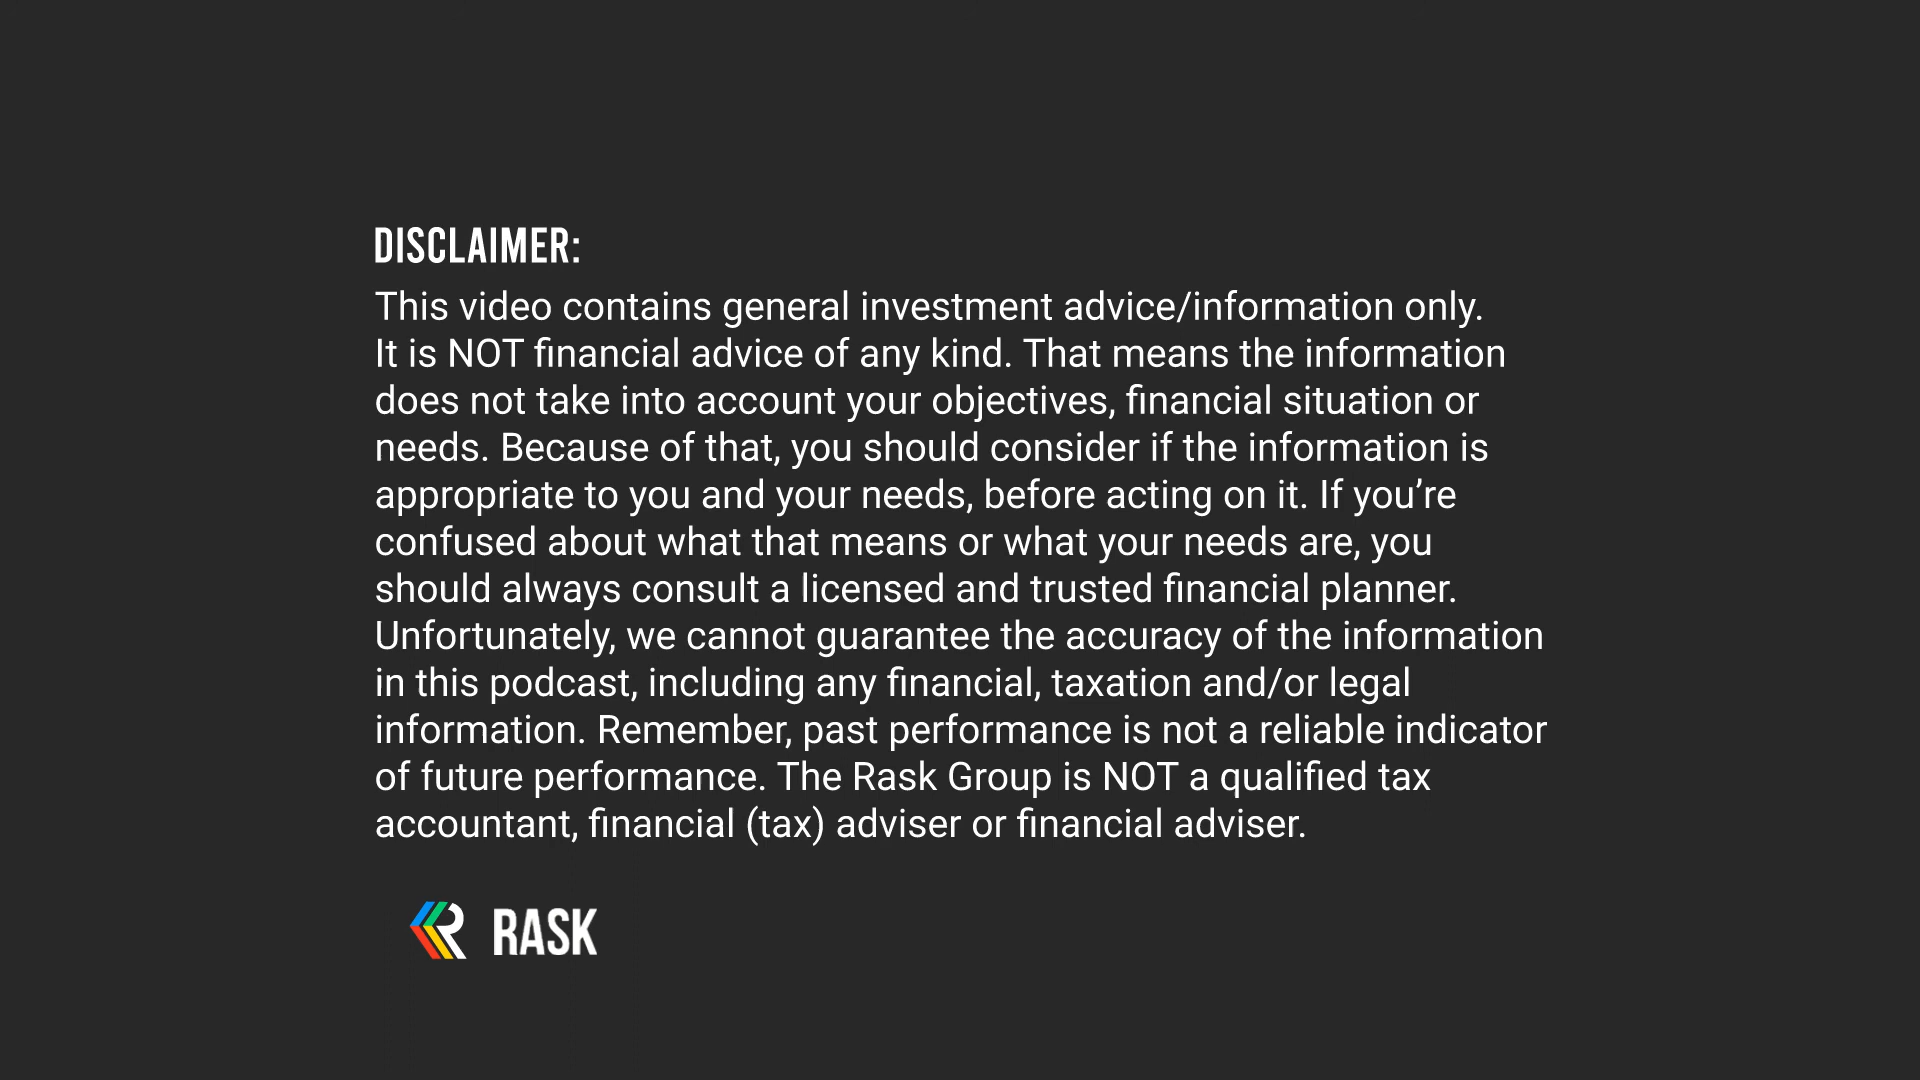 DISCLAIMER:
This video contains general investment advice/information only.
It is NOT financial advice of any kind. That means the information
does not take into account your objectives, financial situation or
needs. Because of that, you should consider if the information is
appropriate to you and your needs, before acting on it. If you’re
confused about what that means or what your needs are, you
should always consult a licensed and trusted financial planner.
Unfortunately, we cannot guarantee the accuracy of the information
in this podcast, including any financial, taxation and/or legal
information. Remember, past performance is not a reliable indicator
of future performance. The Rask Group is NOT a qualified tax
accountant, financial (tax) adviser or financial adviser.
RASK